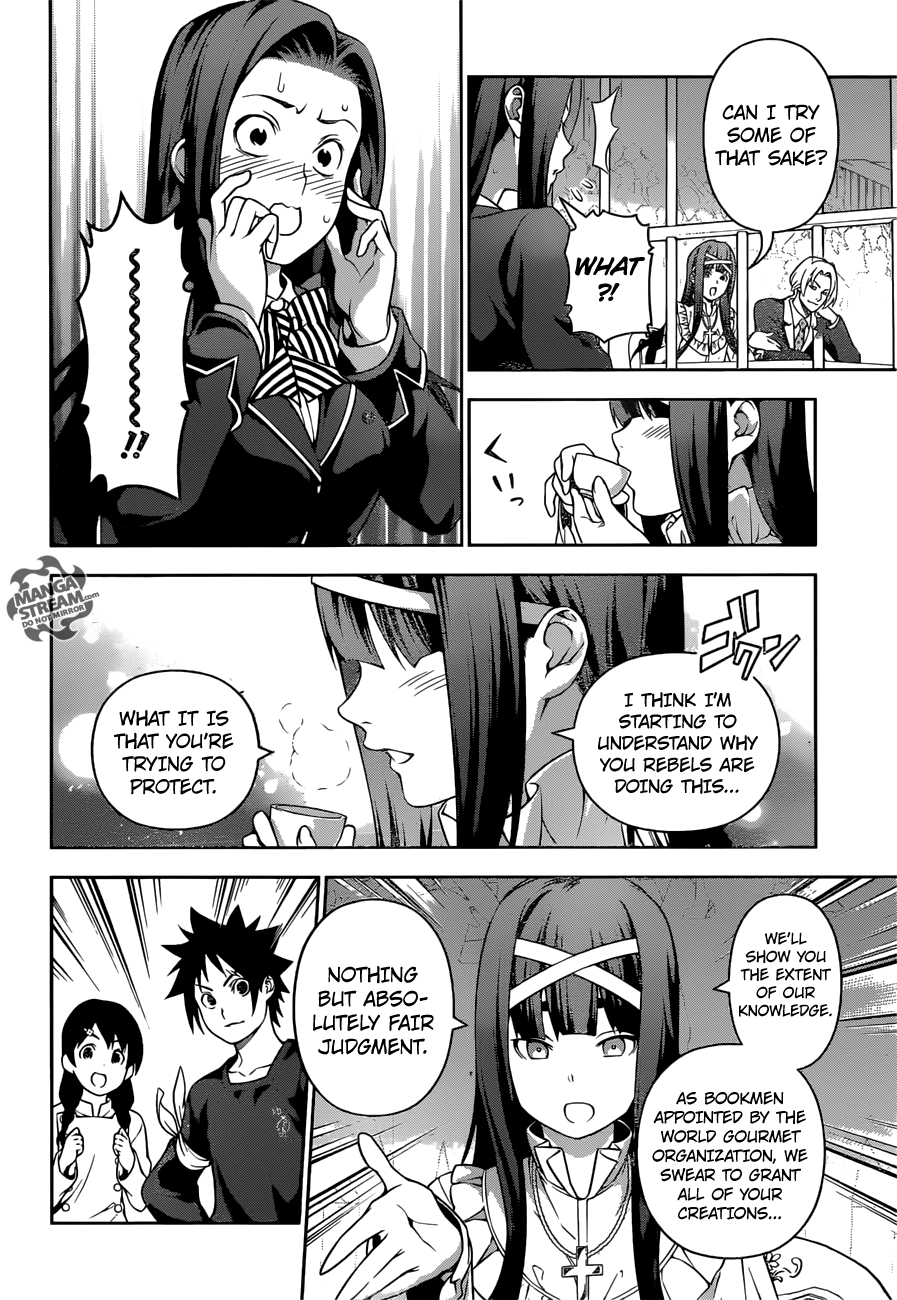 CAN I TRY
SOME OF
THAT SAKE?
WHAT
?!
!!
クイッ
ゴクン
I THINK I'M
STARTING TO
UNDERSTAND WHY
YOU REBELS ARE
DOING THIS...
WHAT IT IS
THAT YOU'RE
TRYING TO
PROTECT.
WE'LL
SHOW YOU
THE EXTENT
OF OUR
KNOWLEDGE.
AS BOOKMEN
APPOINTED BY THE
WORLD GOURMET
ORGANIZATION, WE
SWEAR TO GRANT
ALL OF YOUR
CREATIONS...
NOTHING
BUT ABSO-
LUTELY FAIR
JUDGMENT.
MANGA
STREAM.com
DO NOT MIRROR!